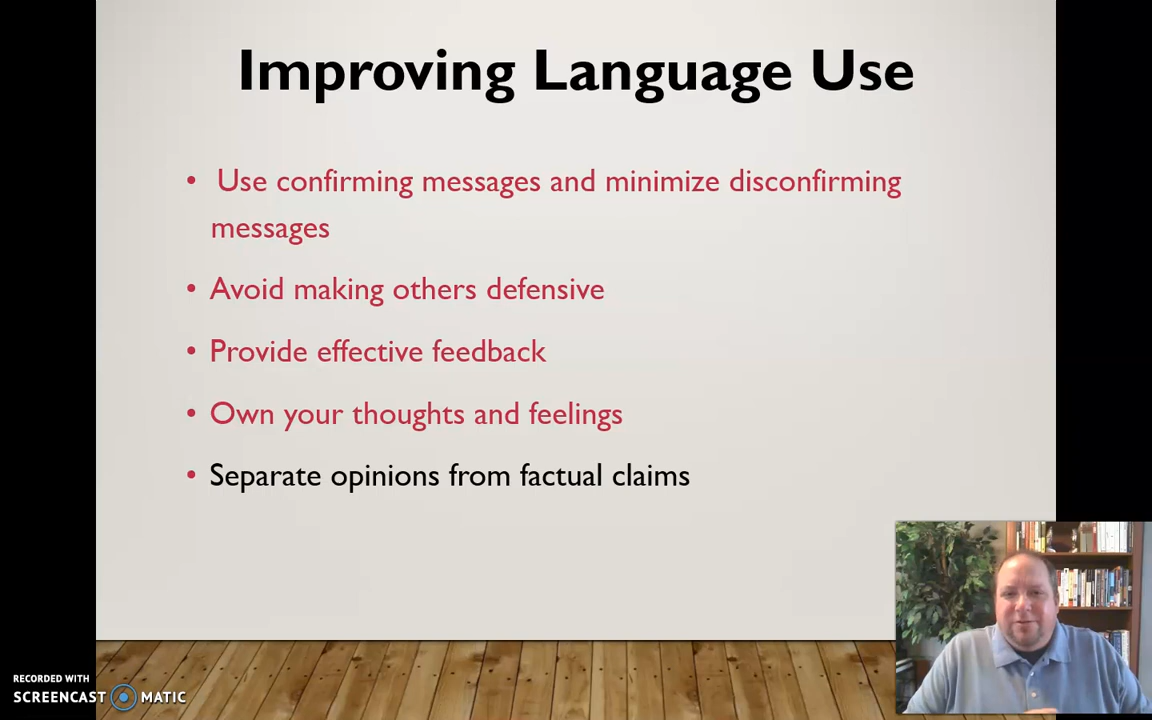 Improving Language Use
• Use confirming messages and minimize disconfirming
messages
• Avoid making others defensive
• Provide effective feedback
• Own your thoughts and feelings
• Separate opinions from factual claims
RECORDED WITH
SCREENCAST MATIC